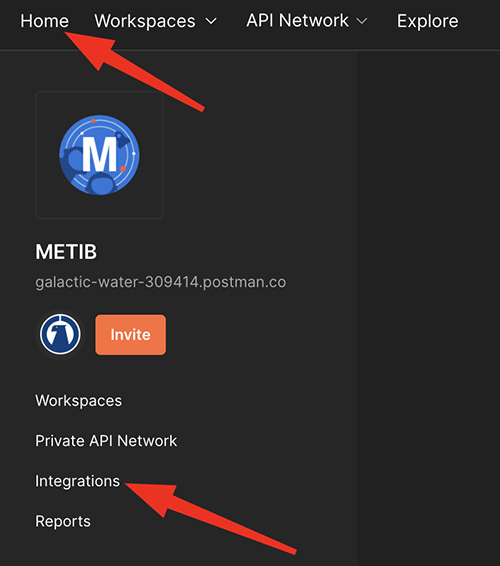 Home Workspaces API Network Explore
M
METIB
galactic-water-309414.postman.co
Invite
Workspaces
Private API Network
Integrations
Reports